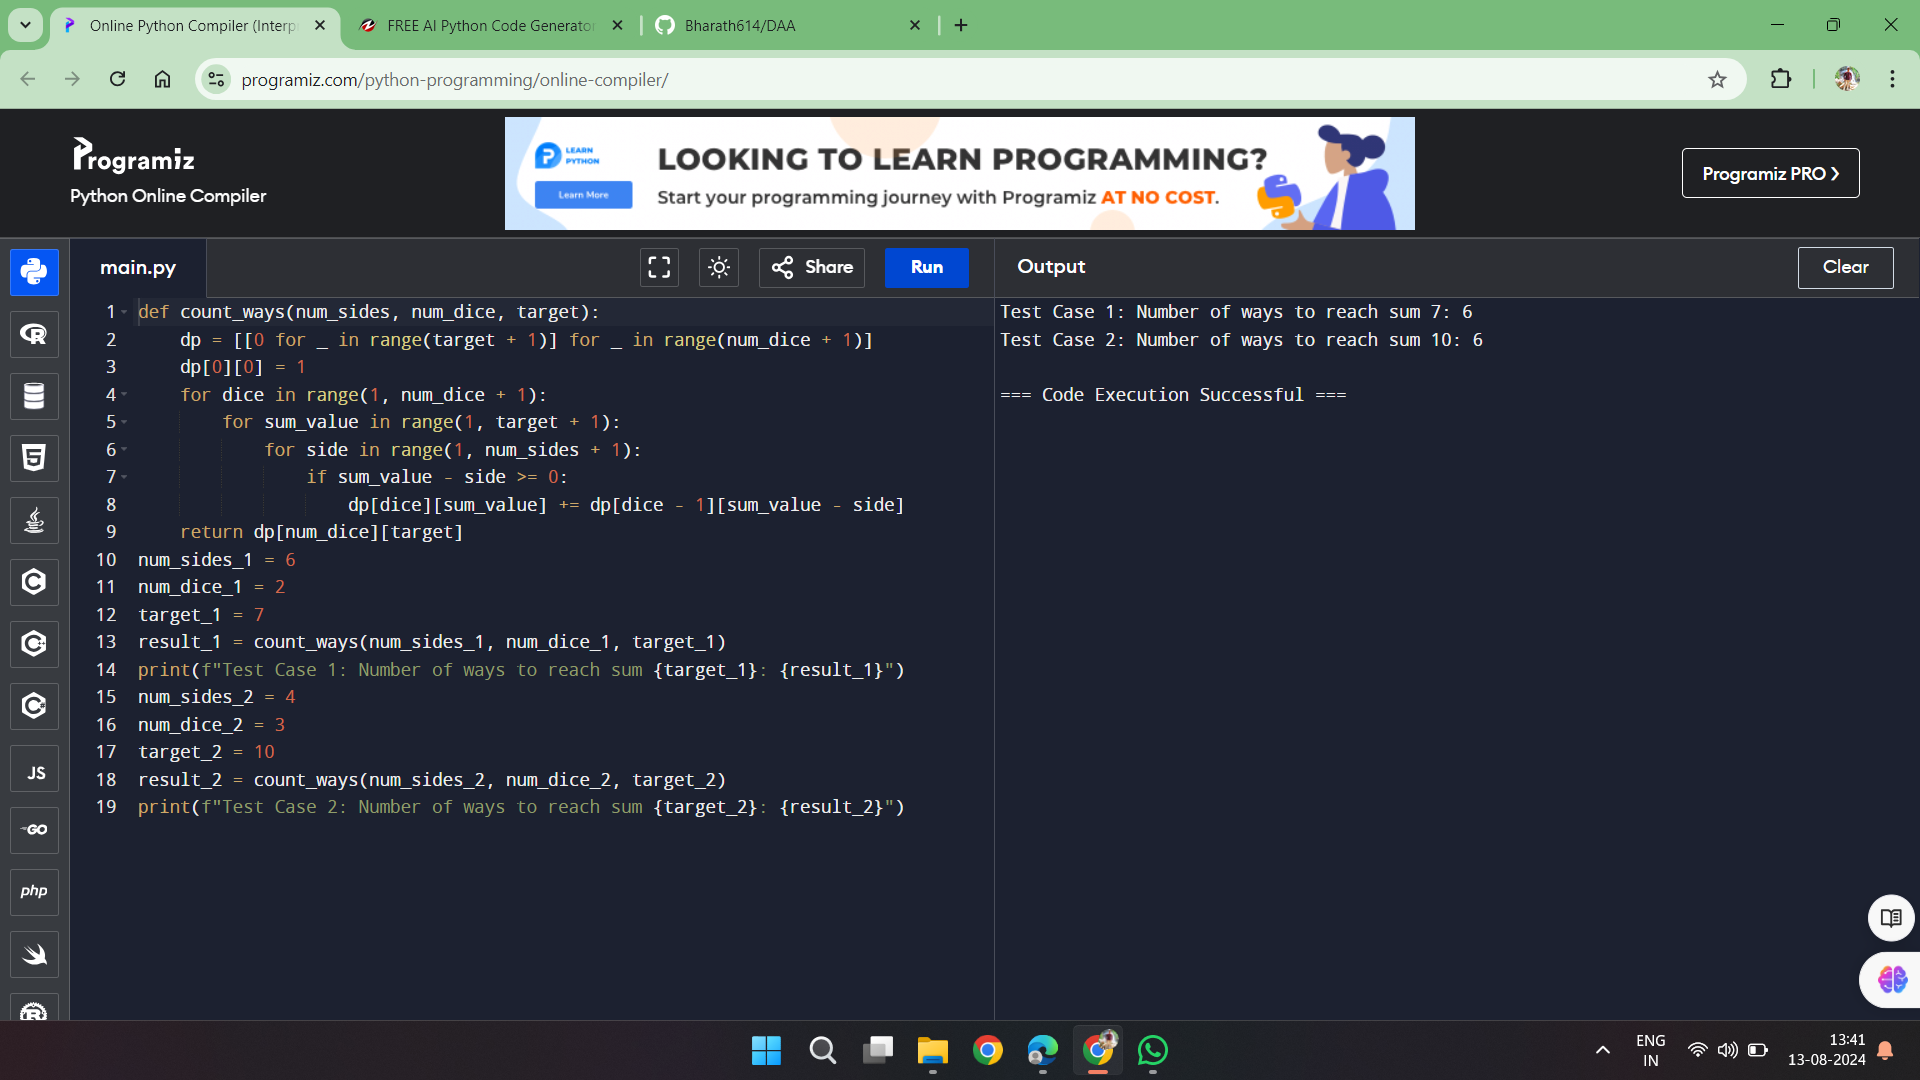 Online Python Compiler (Interp
FREE AI Python Code Generator
Bharath614/DAA
programiz.com/python-programming/online-compiler/
Programiz
Python Online Compiler
LEARN
PYTHON
Learn More
LOOKING TO LEARN PROGRAMMING?
Start your programming journey with Programiz AT NO COST.
Programiz PRO
main.py
Share
Run
Output
Clear
1 def count_ways(num_sides, num_dice, target):
2 dp = [[0 for _ in range(target + 1)] for _ in range(num_dice + 1)]
3 dp[0][0] = 1
4 for dice in range(1, num_dice + 1):
5 for sum_value in range(1, target + 1):
6 for side in range(1, num_sides + 1):
7 if sum_value - side >= 0:
8 dp[dice][sum_value] += dp[dice - 1][sum_value - side]
9 return dp[num_dice][target]
10 num_sides_1 = 6
11 num_dice_1 = 2
12 target_1 = 7
13 result_1 = count_ways(num_sides_1, num_dice_1, target_1)
14 print(f"Test Case 1: Number of ways to reach sum {target_1}: {result_1}")
15 num_sides_2 = 4
16 num_dice_2 = 3
17 target_2 = 10
18 result_2 = count_ways(num_sides_2, num_dice_2, target_2)
19 print(f"Test Case 2: Number of ways to reach sum {target_2}: {result_2}")
Test Case 1: Number of ways to reach sum 7: 6
Test Case 2: Number of ways to reach sum 10: 6
=== Code Execution Successful ===
R
5
C
C
C
JS
GO
php
R
ENG
IN
13:41
13-08-2024